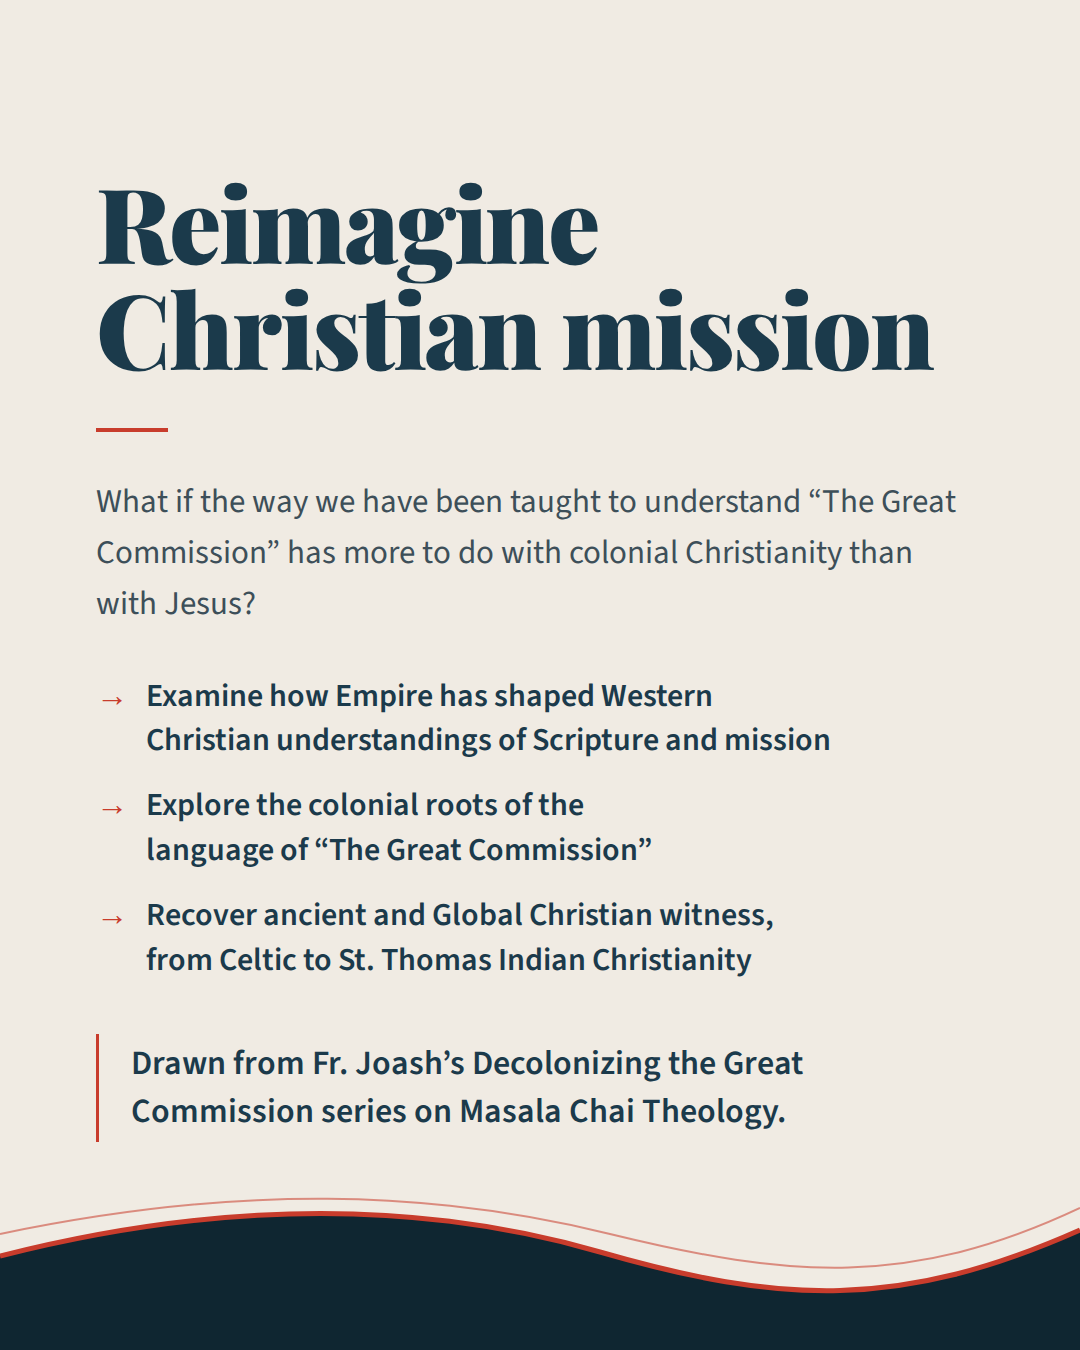 Reimagine
Christian mission
What if the way we have been taught to understand “The Great
Commission” has more to do with colonial Christianity than
with Jesus?
→ Examine how Empire has shaped Western
Christian understandings of Scripture and mission
→ Explore the colonial roots of the
language of “The Great Commission”
→ Recover ancient and Global Christian witness,
from Celtic to St. Thomas Indian Christianity
Drawn from Fr. Joash’s Decolonizing the Great
Commission series on Masala Chai Theology.